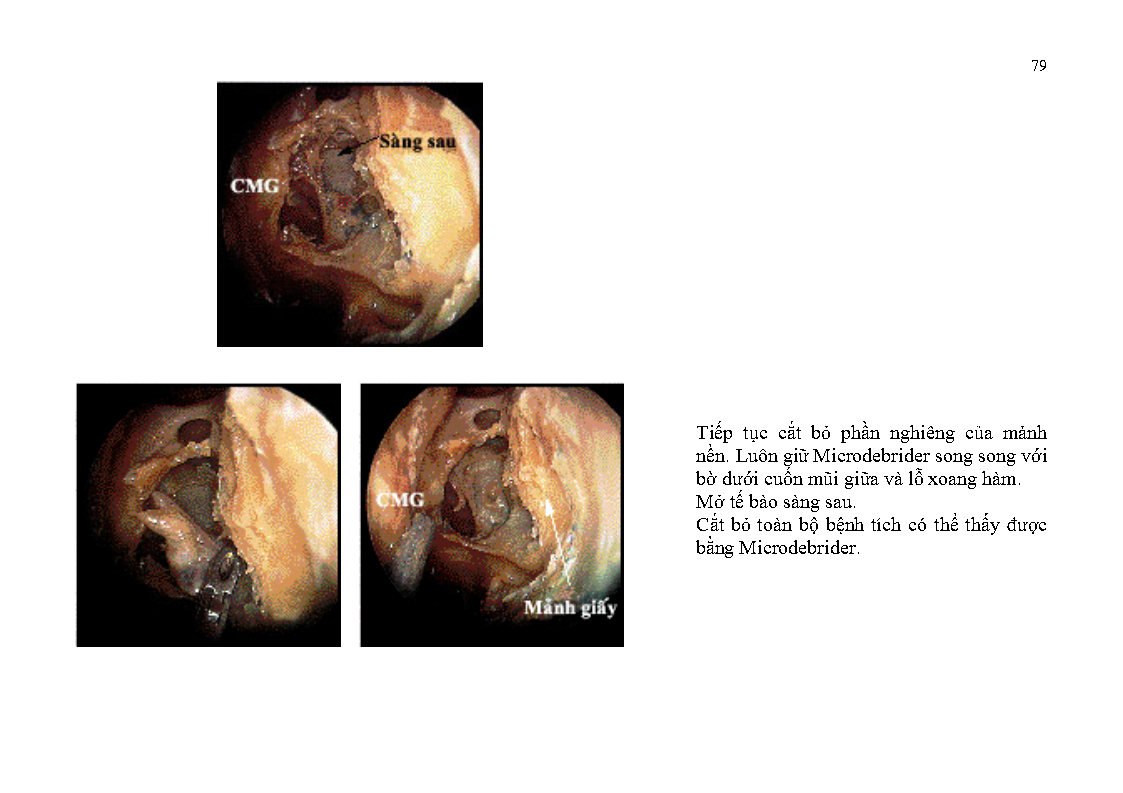 79
Sàng sau
CMG
CMG
Mảnh giấy
Tiếp tục cắt bỏ phần nghiêng của mảnh
nền. Luôn giữ Microdebrider song song với
bờ dưới cuốn mũi giữa và lỗ xoang hàm.
Mở tế bào sàng sau.
Cắt bỏ toàn bộ bệnh tích có thể thấy được
bằng Microdebrider.